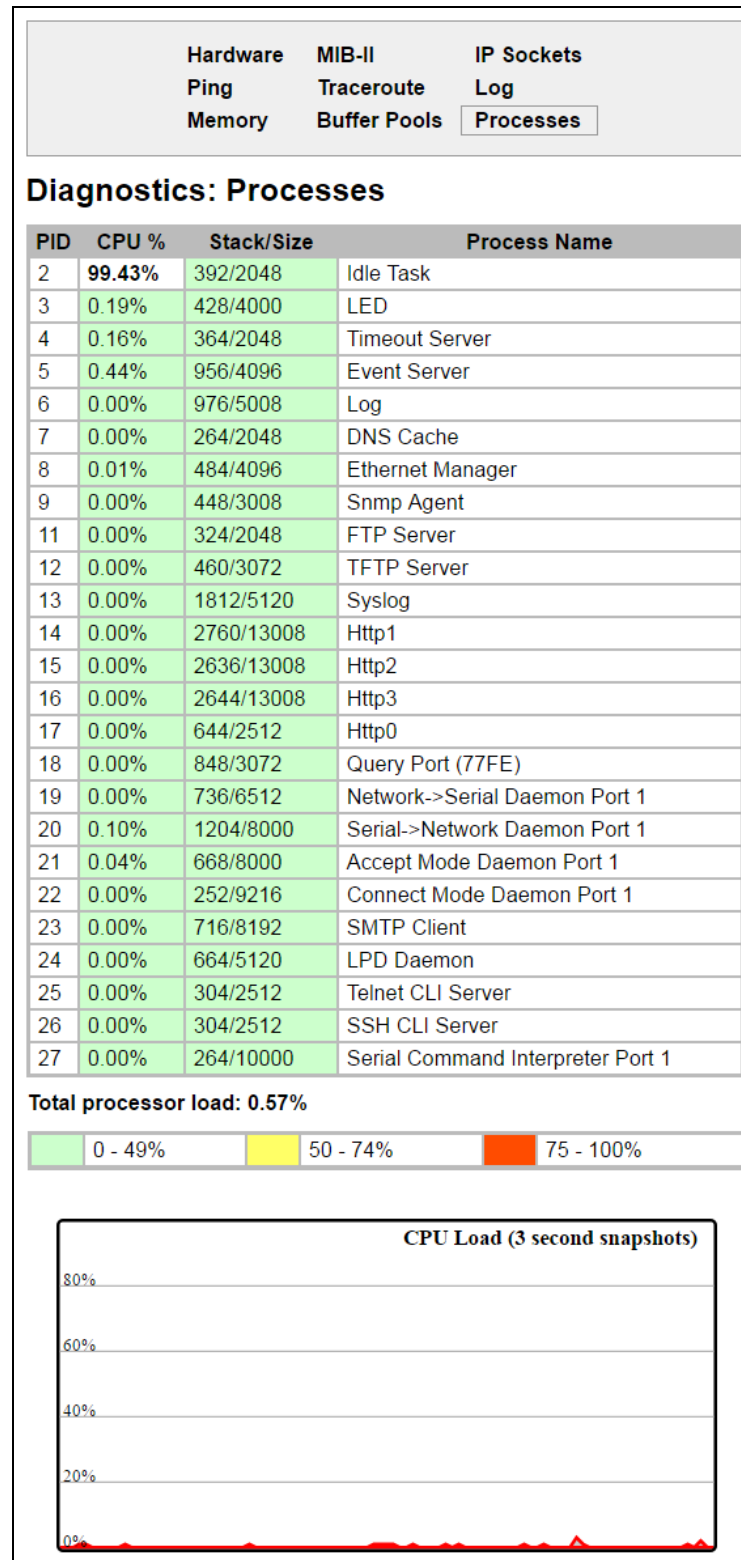 Hardware MIB-II IP Sockets
Ping Traceroute Log
Memory Buffer Pools Processes
Diagnostics: Processes
PID CPU % Stack/Size Process Name
2 99.43% 392/2048 Idle Task
3 0.19% 428/4000 LED
4 0.16% 364/2048 Timeout Server
5 0.44% 956/4096 Event Server
6 0.00% 976/5008 Log
7 0.00% 264/2048 DNS Cache
8 0.01% 484/4096 Ethernet Manager
9 0.00% 448/3008 Snmp Agent
11 0.00% 324/2048 FTP Server
12 0.00% 460/3072 TFTP Server
13 0.00% 1812/5120 Syslog
14 0.00% 2760/13008 Http1
15 0.00% 2636/13008 Http2
16 0.00% 2644/13008 Http3
17 0.00% 644/2512 Http0
18 0.00% 848/3072 Query Port (77FE)
19 0.00% 736/6512 Network->Serial Daemon Port 1
20 0.10% 1204/8000 Serial->Network Daemon Port 1
21 0.04% 668/8000 Accept Mode Daemon Port 1
22 0.00% 252/9216 Connect Mode Daemon Port 1
23 0.00% 716/8192 SMTP Client
24 0.00% 664/5120 LPD Daemon
25 0.00% 304/2512 Telnet CLI Server
26 0.00% 304/2512 SSH CLI Server
27 0.00% 264/10000 Serial Command Interpreter Port 1
Total processor load: 0.57%
0 - 49% 50 - 74% 75 - 100%
CPU Load (3 second snapshots)
80%
60%
40%
20%
0%